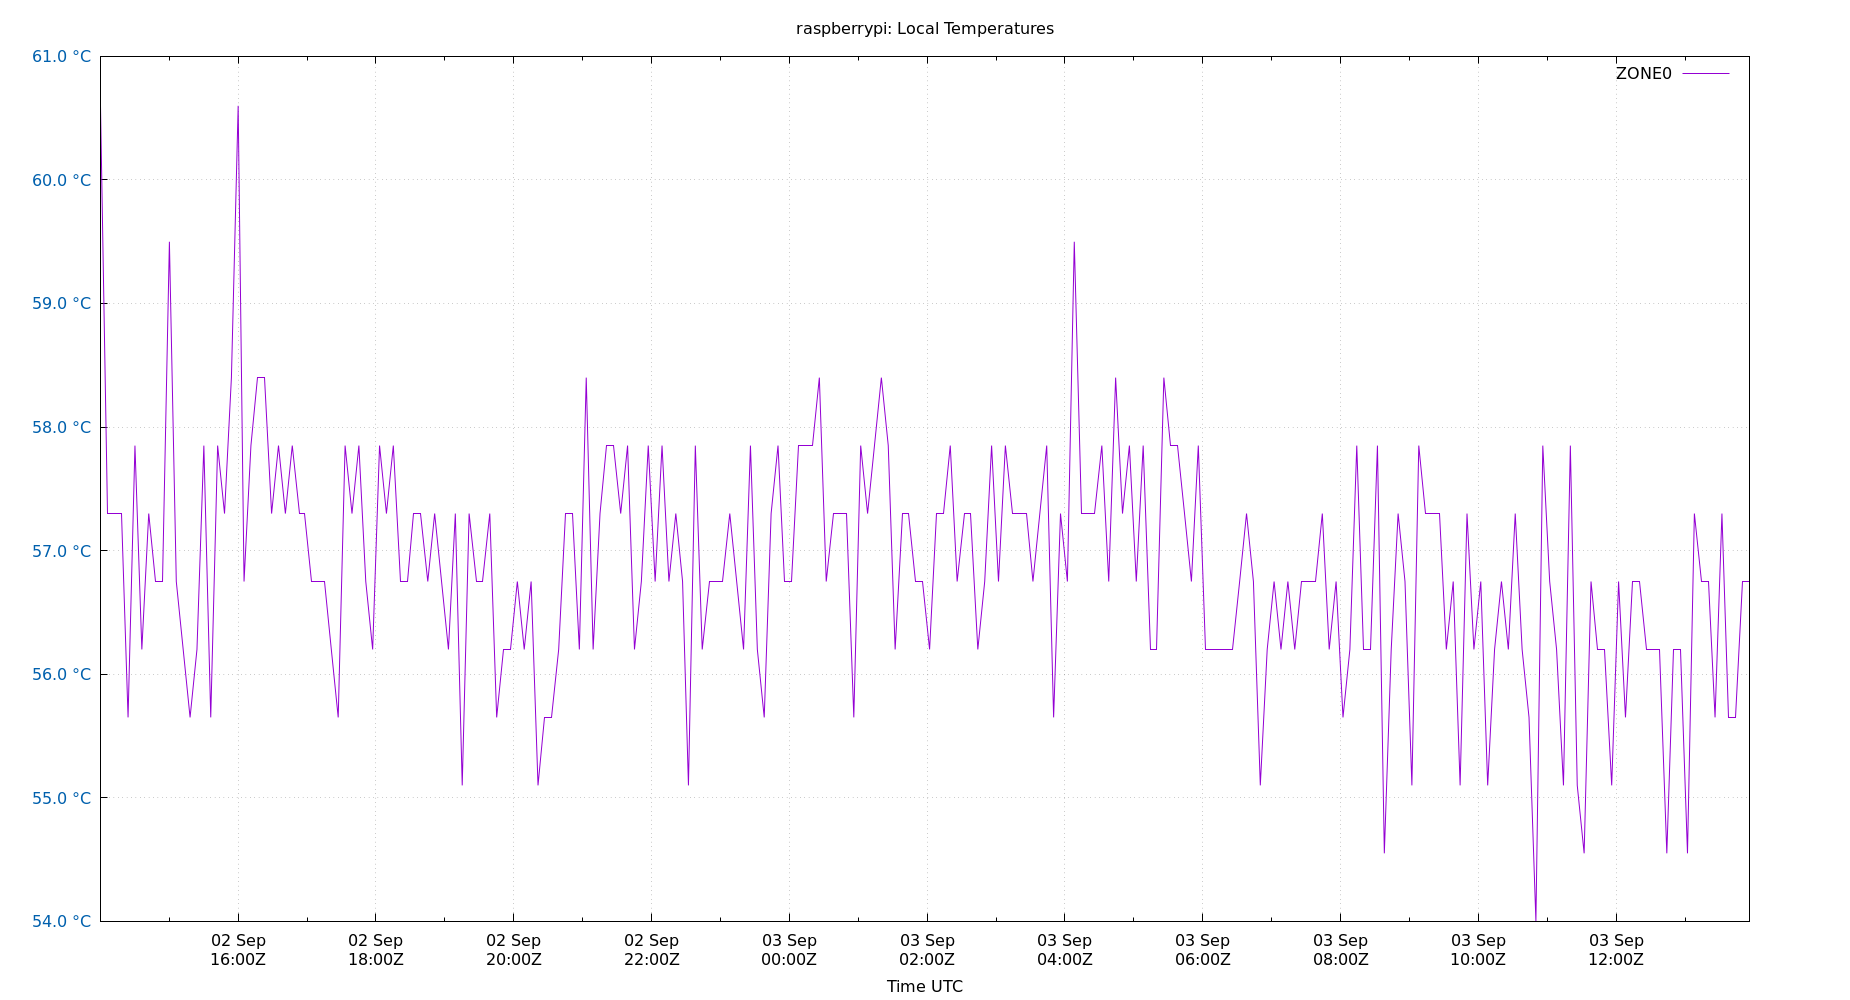 raspberrypi: Local Temperatures
61.0 °C
60.0 °C
59.0 °C
58.0 °C
57.0 °C
56.0 °C
55.0 °C
54.0 °C
ZONE0
02 Sep
16:00Z
02 Sep
18:00Z
02 Sep
20:00Z
02 Sep
22:00Z
03 Sep
00:00Z
03 Sep
02:00Z
03 Sep
04:00Z
03 Sep
06:00Z
03 Sep
08:00Z
03 Sep
10:00Z
03 Sep
12:00Z
Time UTC